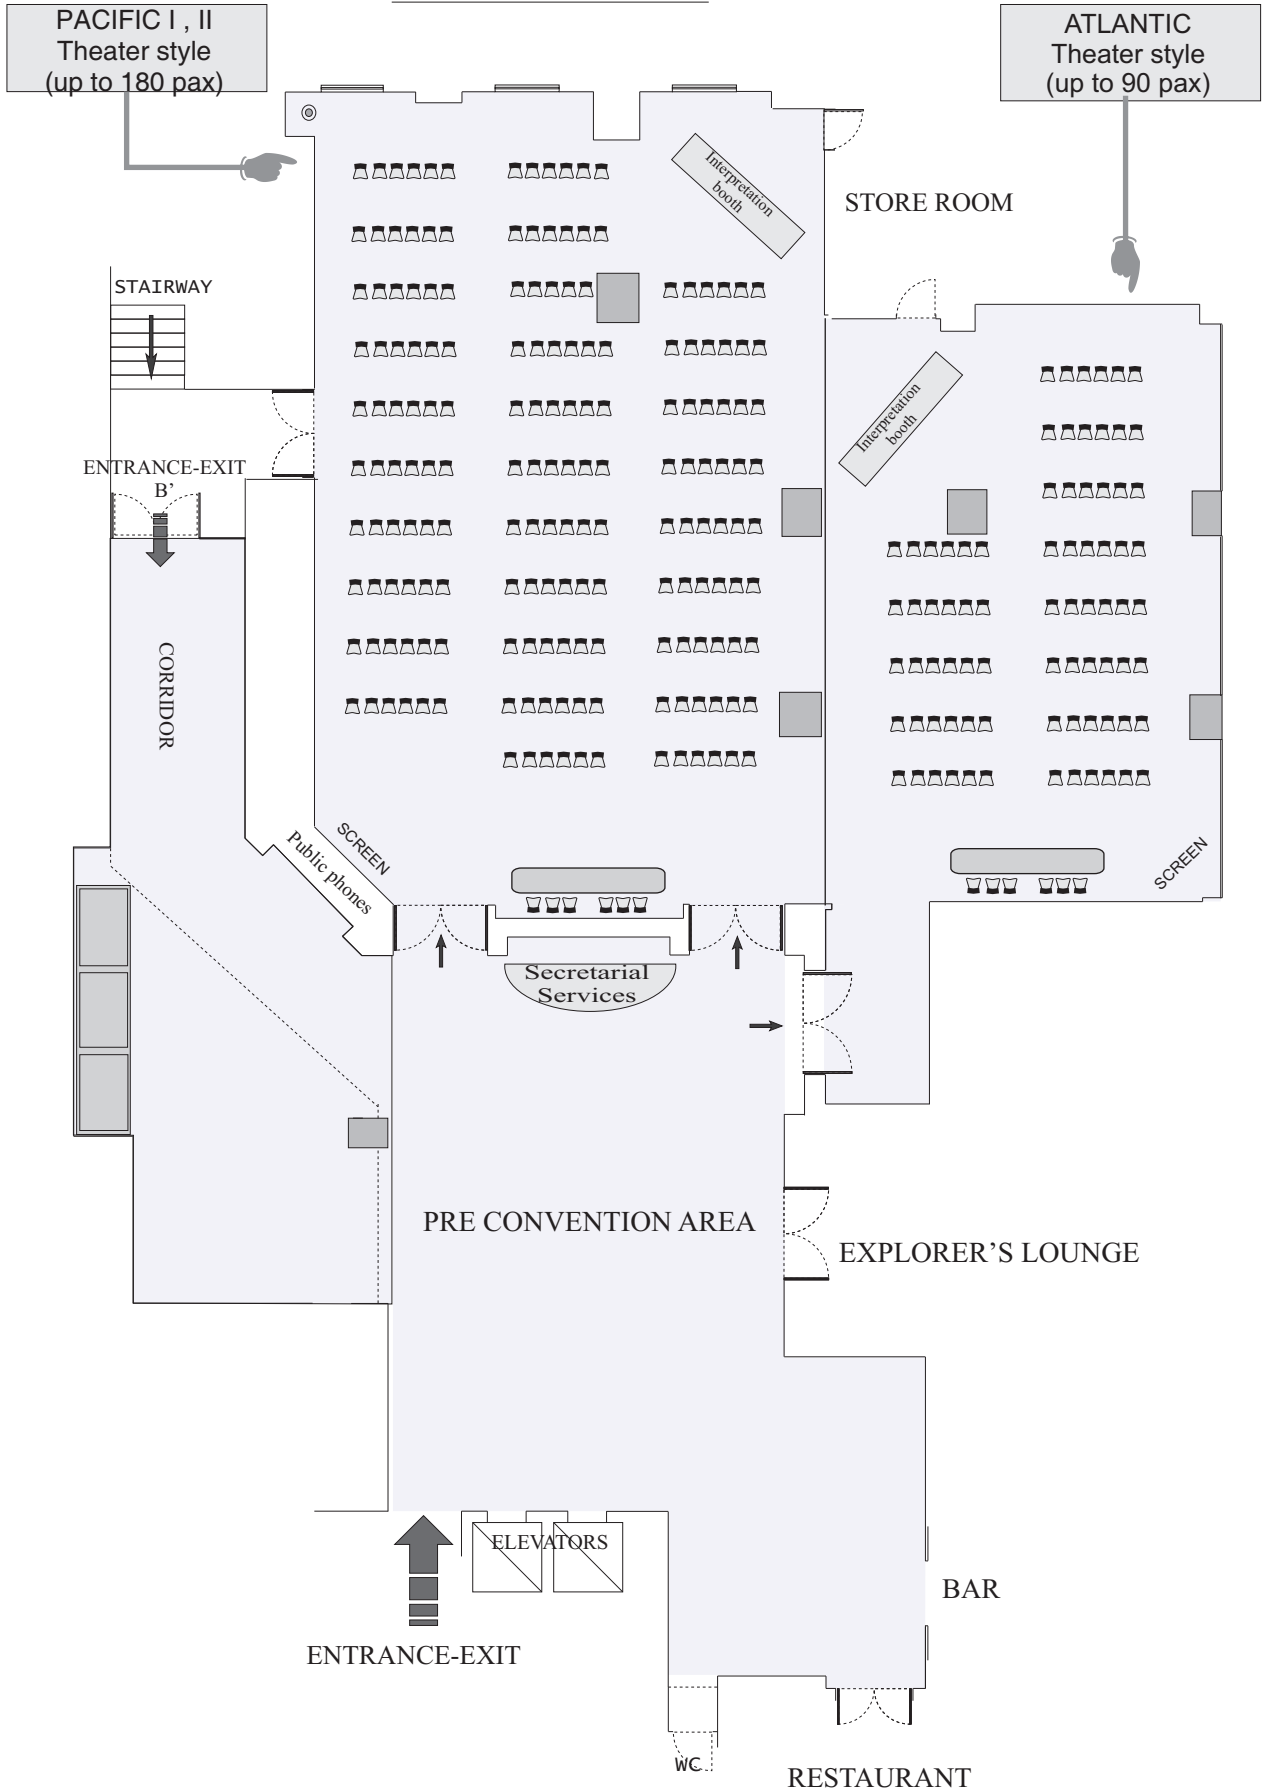 PACIFIC I , II
Theater style
(up to 180 pax)
ATLANTIC
Theater style
(up to 90 pax)
Interpretation
booth
STORE ROOM
STAIRWAY
Interpretation
booth
ENTRANCE-EXIT
B’
CORRIDOR
SCREEN
Public phones
SCREEN
Secretarial
Services
PRE CONVENTION AREA
EXPLORER’S LOUNGE
ELEVATORS
BAR
ENTRANCE-EXIT
WC
RESTAURANT